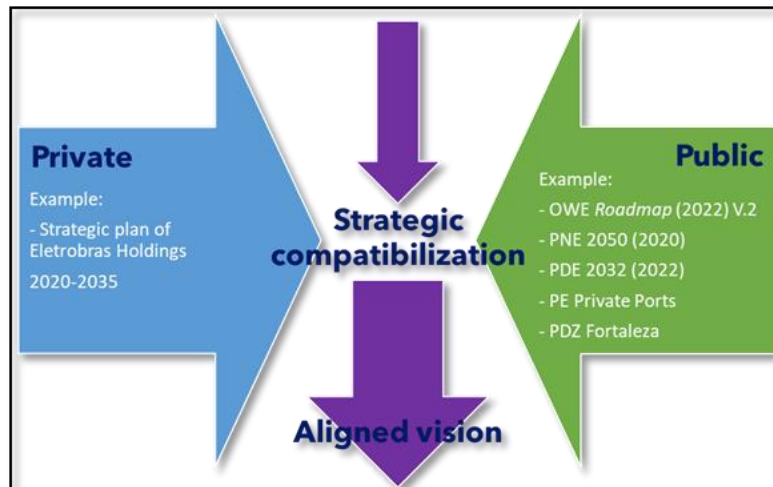 Private
Example:
- Strategic plan of
Eletrobras Holdings
2020-2035
Strategic
compatibilization
Aligned vision
Public
Example:
- OWE Roadmap (2022) V.2
- PNE 2050 (2020)
- PDE 2032 (2022)
- PE Private Ports
- PDZ Fortaleza